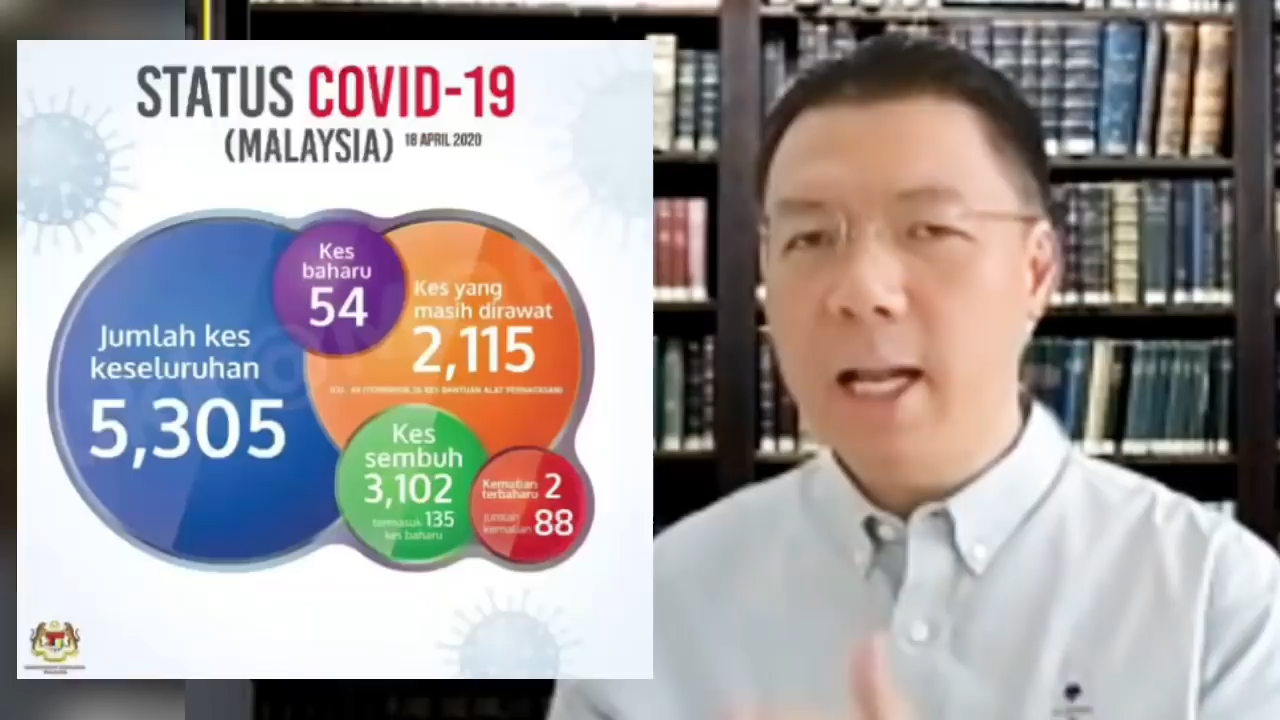 STATUS COVID-19
(MALAYSIA) 18 APRIL 2020
Kes
baharu
54
Kes yang
masih dirawat
2,115
Jumlah kes
keseluruhan
5,305
Kes
sembuh
3,102
termasuk 135
kes baharu
Kematian
terbaharu 2
Jumlah
kematian 88